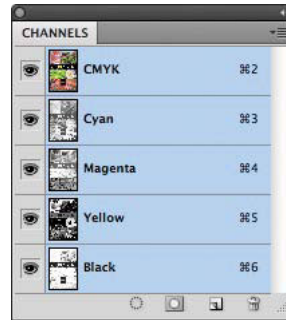 CHANNELS
CMYK ⌘2
Cyan ⌘3
Magenta ⌘4
Yellow ⌘5
Black ⌘6